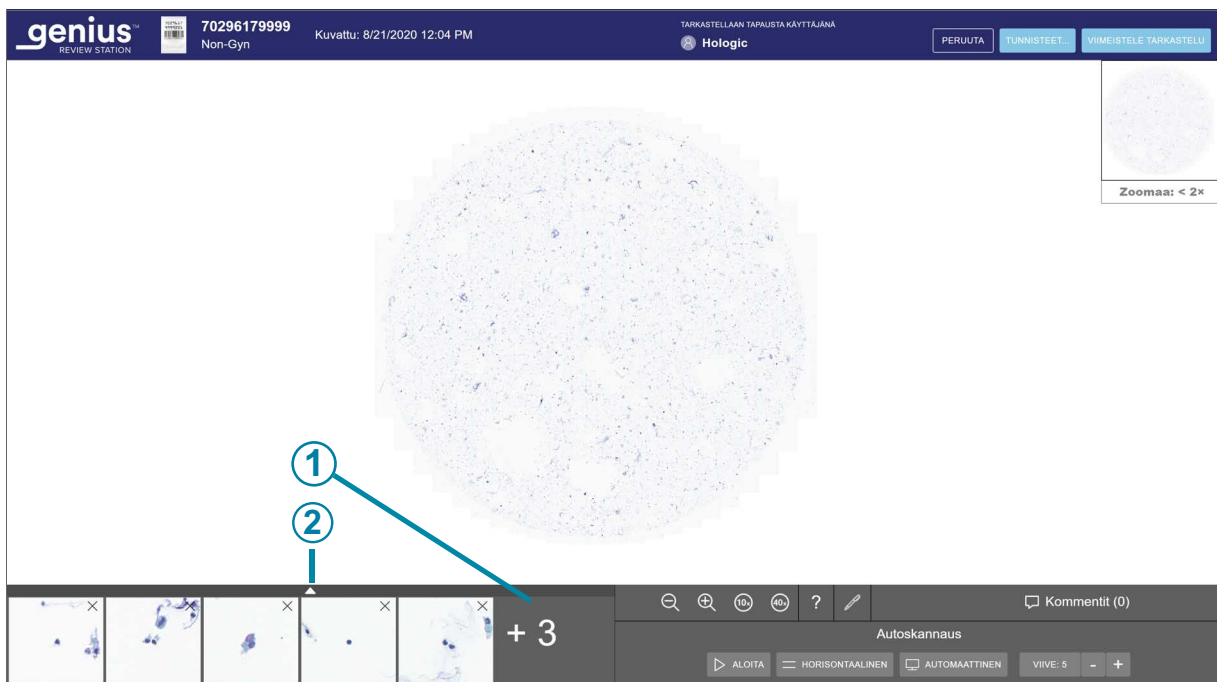 genius™
REVIEW STATION
70296179999
Non-Gyn
Kuvattu: 8/21/2020 12:04 PM
TARKASTELLAAN TAPAUSTA KÄYTTÄJÄNÄ
Hologic
PERUUTA
TUNNISTEET...
VIIMEISTELE TARKASTELU
Zoomaa: < 2×
1
2
+ 3
10x
40x
?
Kommentit (0)
Autoskannaus
ALOITA
HORISONTAALINEN
AUTOMAATTINEN
VIIVE: 5
-
+